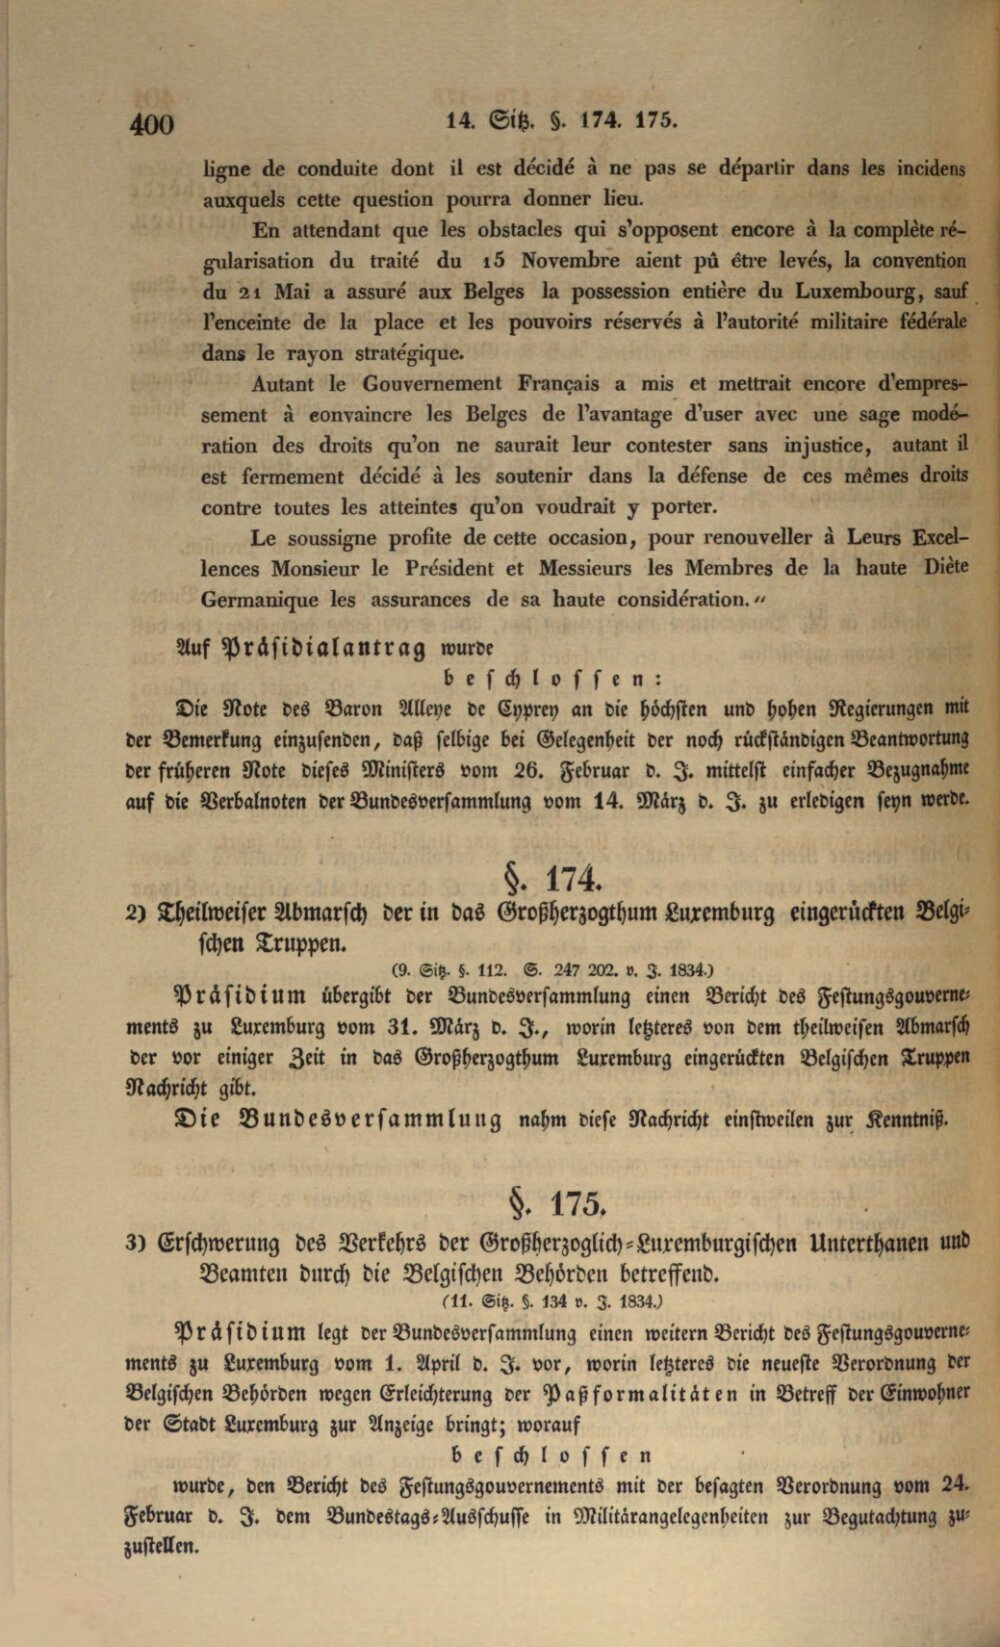 400
14. Sitz. §. 174. 175.
ligne de conduite dont il est décidé à ne pas se départir dans les incidens
auxquels cette question pourra donner lieu.
En attendant que les obstacles qui s'opposent encore à la complète ré-
gularisation du traité du 15 Novembre aient pû être levés, la convention
du 21 Mai a assuré aux Belges la possession entière du Luxembourg, sauf
l'enceinte de la place et les pouvoirs réservés à l'autorité militaire fédérale
dans le rayon stratégique.
Autant le Gouvernement Français a mis et mettrait encore d'empres-
sement à convaincre les Belges de l'avantage d'user avec une sage modé-
ration des droits qu'on ne saurait leur contester sans injustice, autant il
est fermement décidé à les soutenir dans la défense de ces mêmes droits
contre toutes les atteintes qu'on voudrait y porter.
Le soussigne profite de cette occasion, pour renouveller à Leurs Excel-
lences Monsieur le Président et Messieurs les Membres de la haute Diète
Germanique les assurances de sa haute considération."
Auf Präsidialantrag wurde
beschlossen:
Die Note des Baron Alleye de Cyprey an die höchsten und hohen Regierungen mit
der Bemerkung einzusenden, daß selbige bei Gelegenheit der noch rückständigen Beantwortung
der früheren Note dieses Ministers vom 26. Februar d. J. mittelst einfacher Bezugnahme
auf die Verbalnoten der Bundesversammlung vom 14. März d. J. zu erledigen seyn werde.
§. 174.
2) Theilweiser Abmarsch der in das Großherzogthum Luxemburg eingerückten Belgi-
schen Truppen.
(9. Sitz. §. 112. S. 247 202. v. J. 1834.)
Präsidium übergibt der Bundesversammlung einen Bericht des Festungsgouverne-
ments zu Luxemburg vom 31. März d. J., worin letzteres von dem theilweisen Abmarsch
der vor einiger Zeit in das Großherzogthum Luxemburg eingerückten Belgischen Truppen
Nachricht gibt.
Die Bundesversammlung nahm diese Nachricht einstweilen zur Kenntniß.
§. 175.
3) Erschwerung des Verkehrs der Großherzoglich-Luxemburgischen Unterthanen und
Beamten durch die Belgischen Behörden betreffend.
(11. Sitz. §. 134 v. J. 1834.)
Präsidium legt der Bundesversammlung einen weitern Bericht des Festungsgouverne-
ments zu Luxemburg vom 1. April d. J. vor, worin letzteres die neueste Verordnung der
Belgischen Behörden wegen Erleichterung der Paßformalitäten in Betreff der Einwohner
der Stadt Luxemburg zur Anzeige bringt; worauf
beschlossen
wurde, den Bericht des Festungsgouvernements mit der besagten Verordnung vom 24.
Februar d. J. dem Bundestags-Ausschusse in Militärangelegenheiten zur Begutachtung zu-
zustellen.